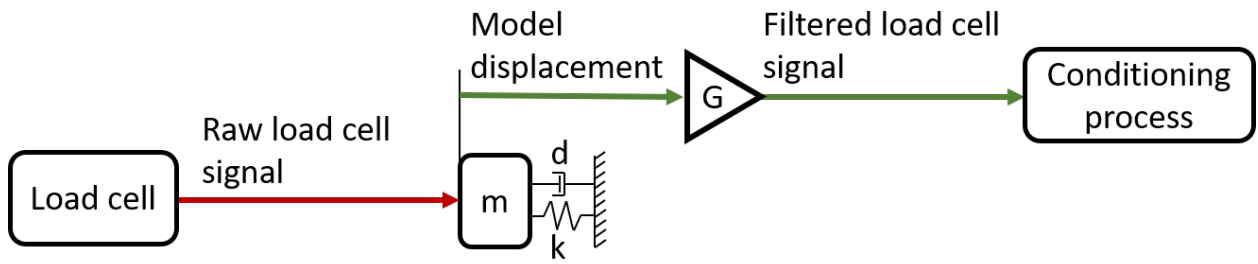 Load cell
Raw load cell
signal
m
d
k
Model
displacement
G
Filtered load cell
signal
Conditioning
process